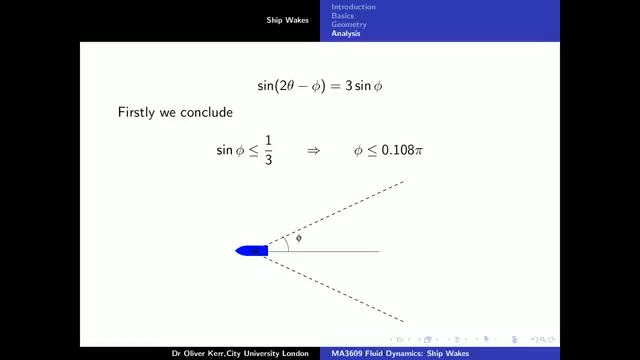 Ship Wakes
Introduction
Basics
Geometry
Analysis
sin(2θ − ϕ) = 3 sin ϕ
Firstly we conclude
sin ϕ ≤ 1/3 ⇒ ϕ ≤ 0.108π
ϕ
Dr Oliver Kerr,City University London
MA3609 Fluid Dynamics: Ship Wakes